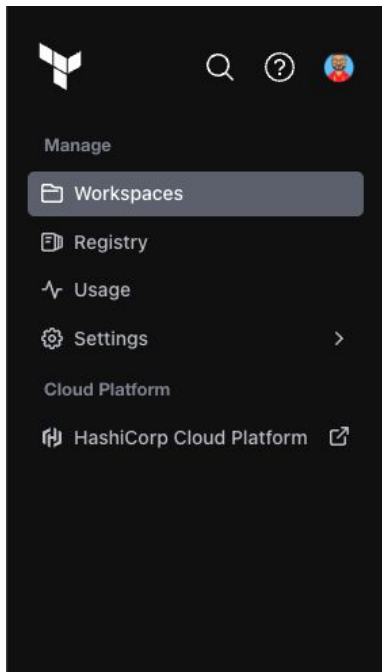 Manage
Workspaces
Registry
Usage
Settings
Cloud Platform
HashiCorp Cloud Platform